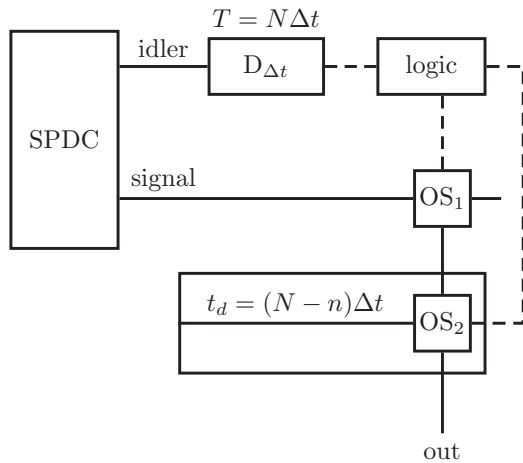 T = NΔt
idler
D_Δt
logic
SPDC
signal
OS₁
t_d = (N − n)Δt
OS₂
out